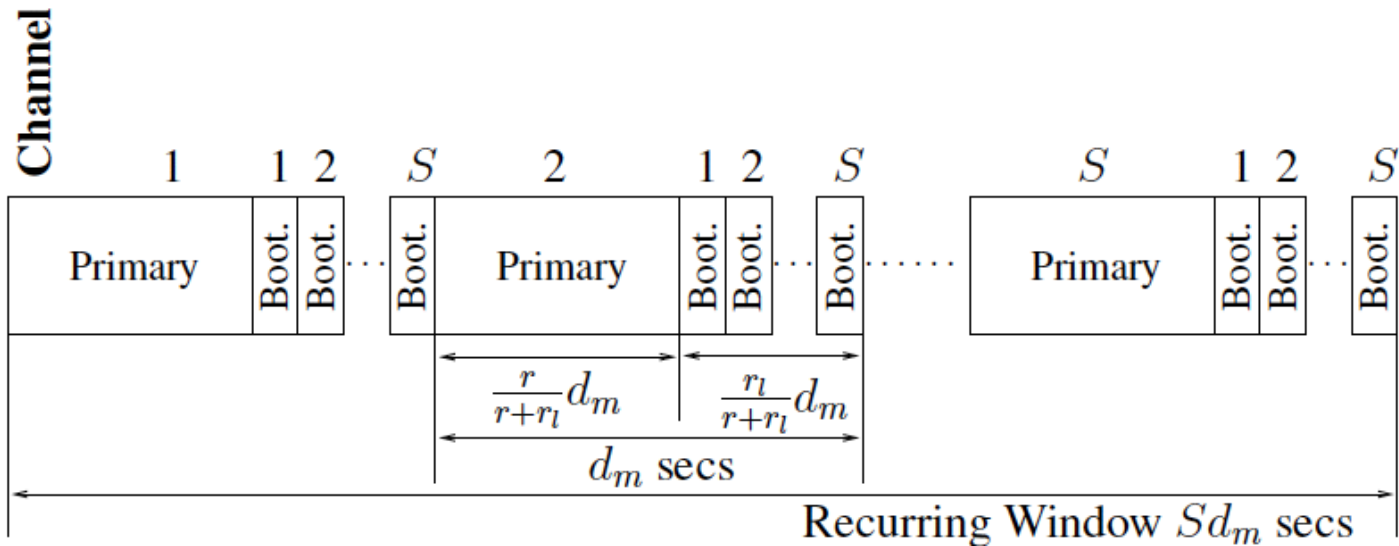 Channel
1 1 2 S 2 1 2 S S 1 2 S
Primary Boot. Boot. ... Boot. Primary Boot. Boot. ... Boot. ...... Primary Boot. Boot. ... Boot.
r/(r+r_l) d_m r_l/(r+r_l) d_m
d_m secs
Recurring Window Sd_m secs